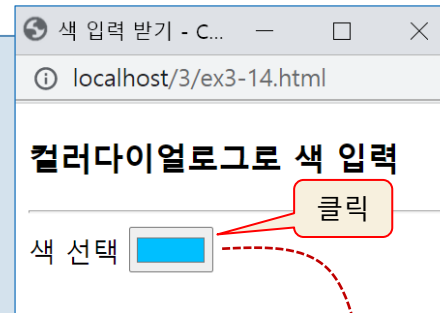 색 입력 받기 - C...
localhost/3/ex3-14.html
컬러다이얼로그로 색 입력
클릭
색 선택